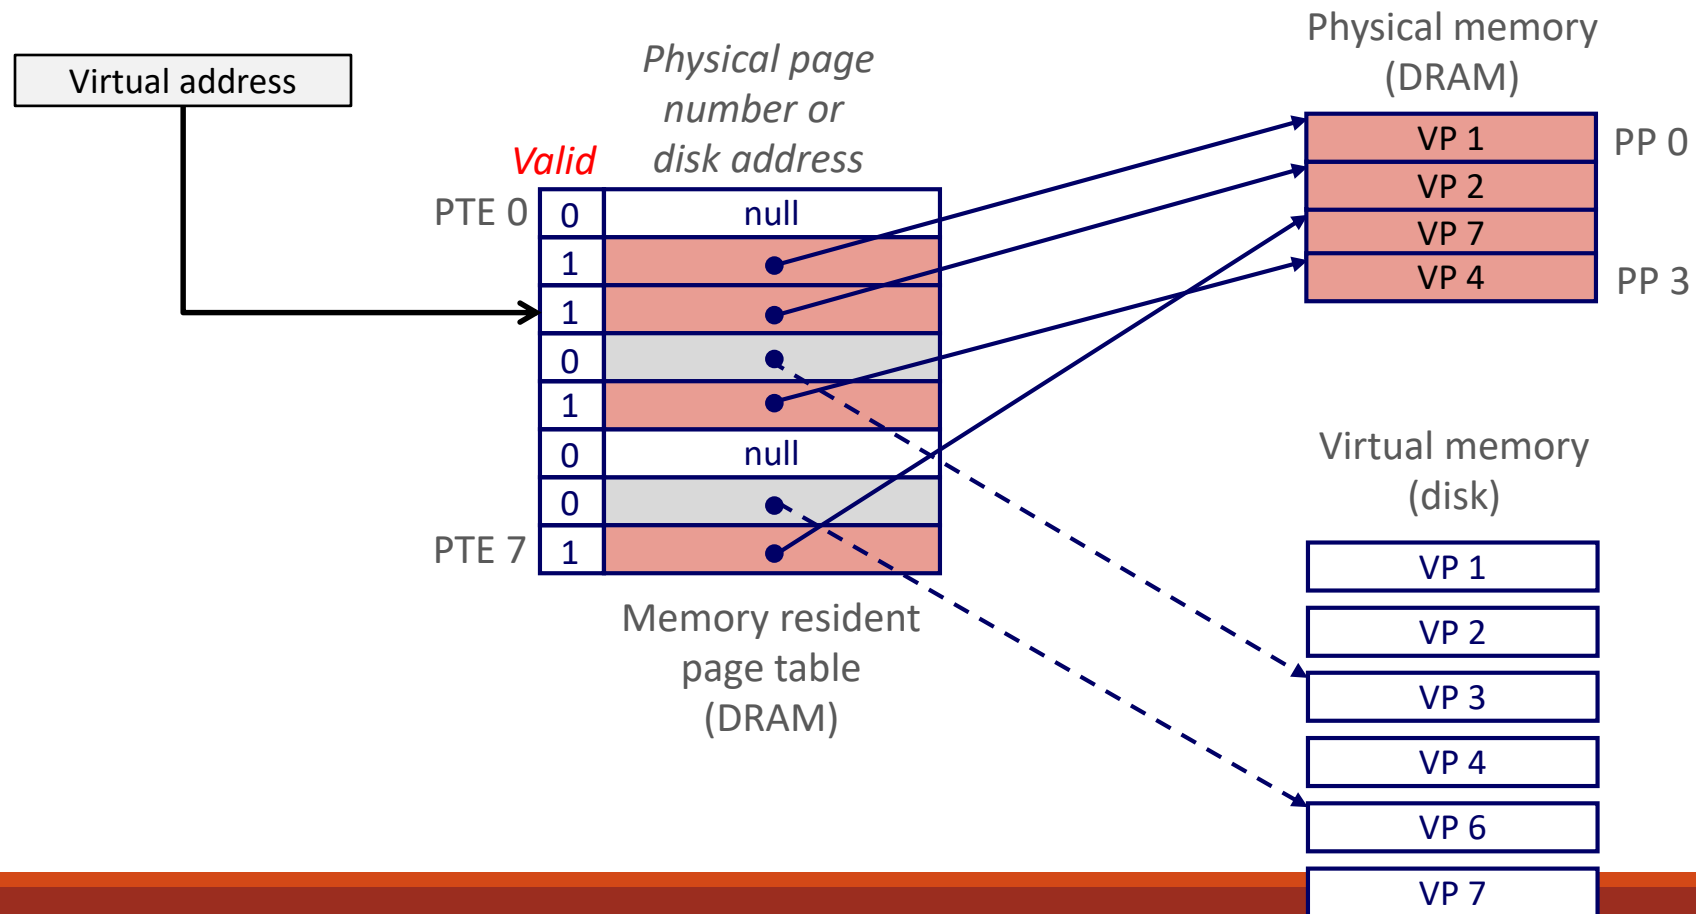 Virtual address
Physical page
number or
disk address
Valid
PTE 0
0
null
1
1
0
1
0
null
0
PTE 7
1
Memory resident
page table
(DRAM)
Physical memory
(DRAM)
VP 1
PP 0
VP 2
VP 7
VP 4
PP 3
Virtual memory
(disk)
VP 1
VP 2
VP 3
VP 4
VP 6
VP 7